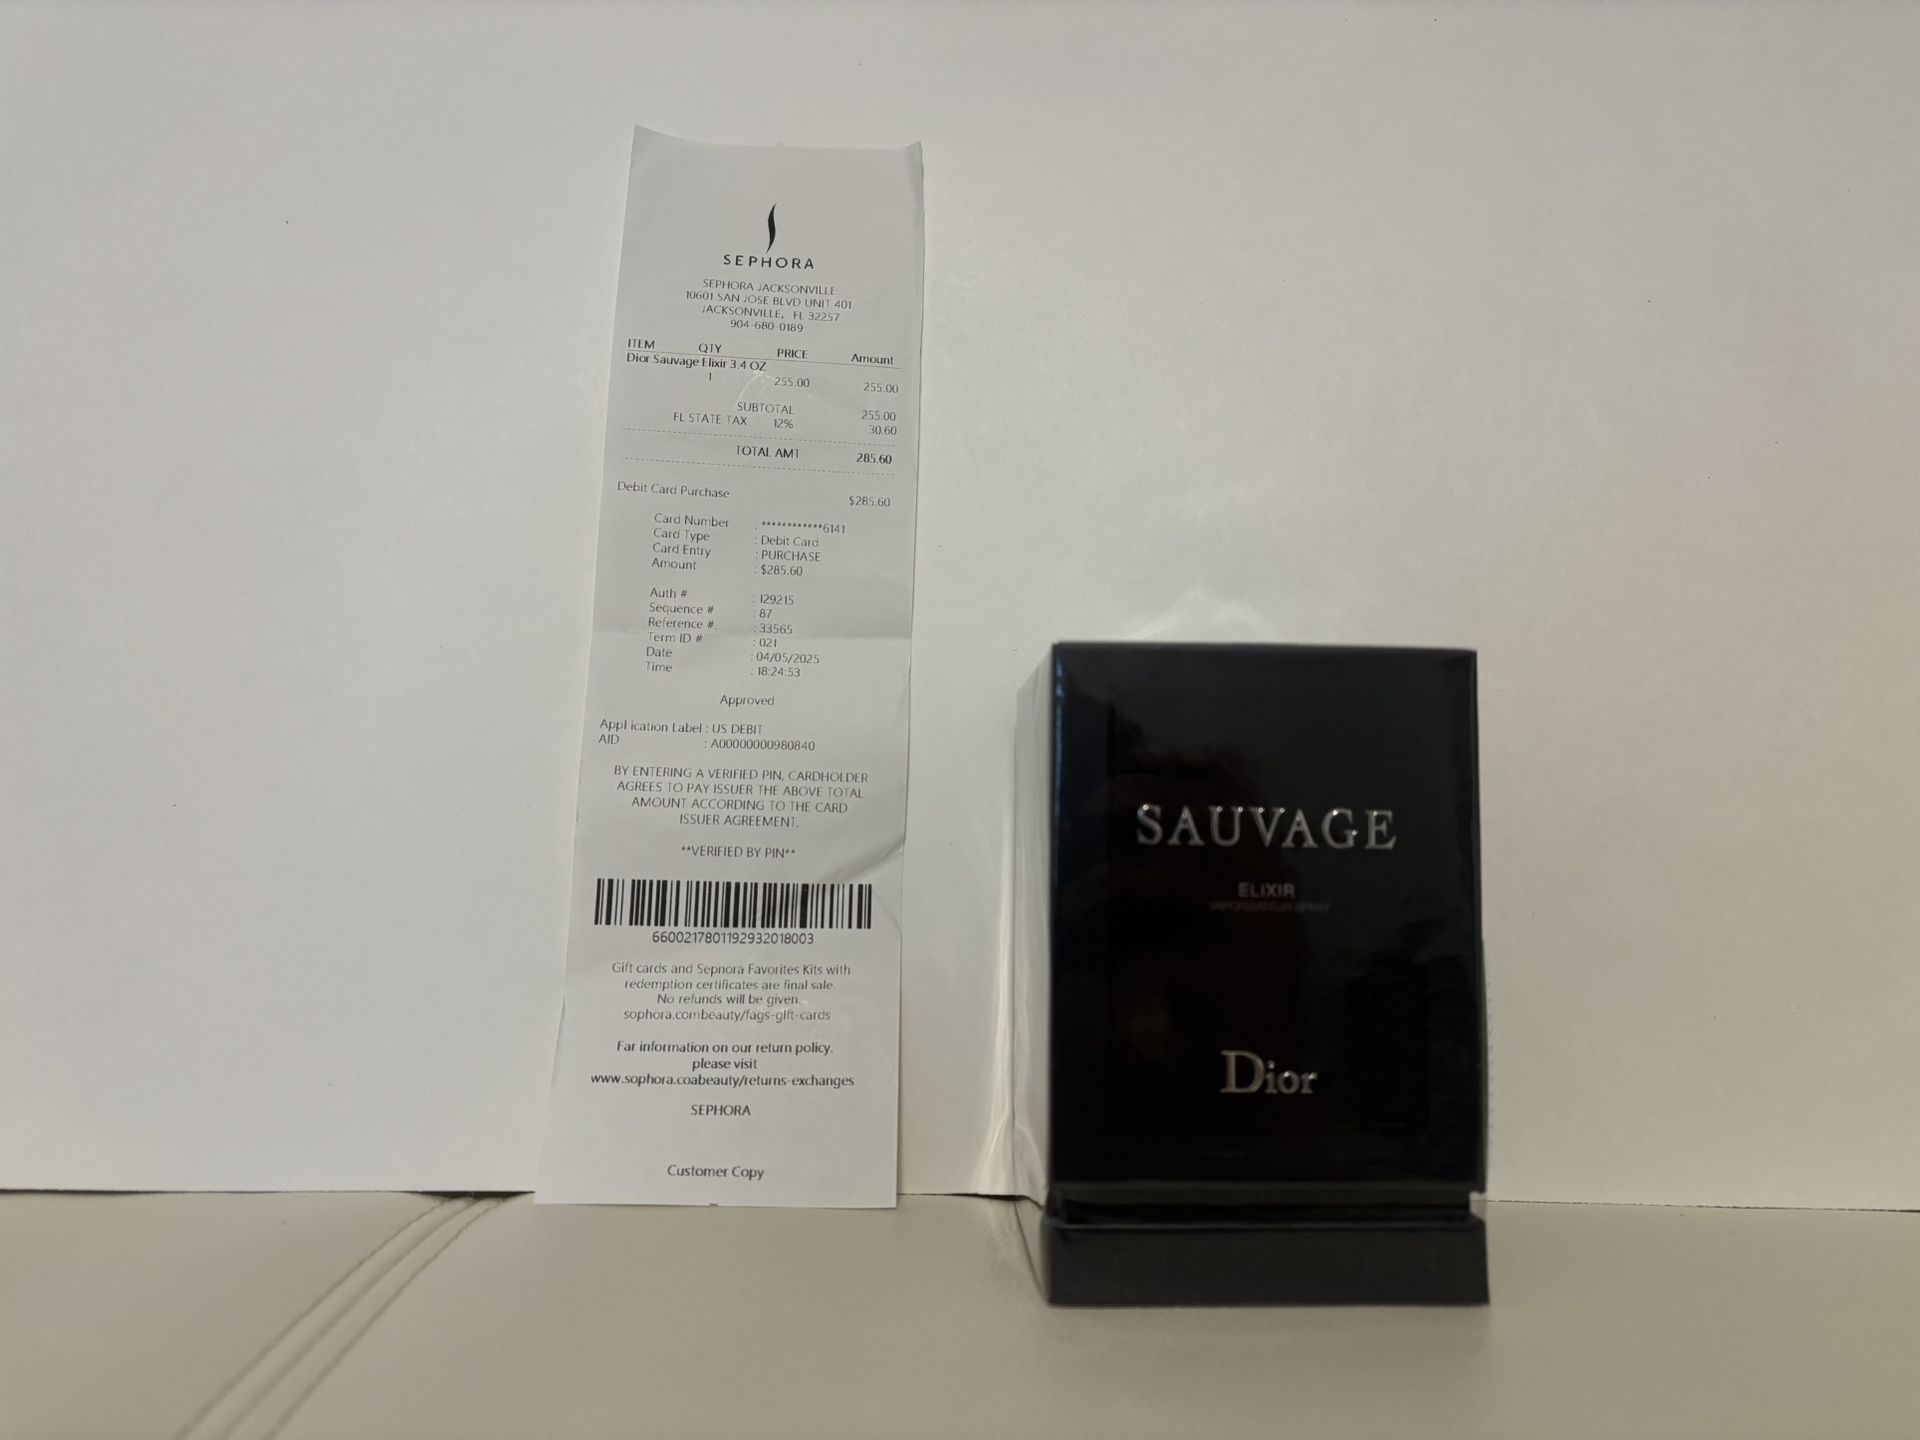 SEPHORA
SEPHORA JACKSONVILLE
10601 SAN JOSE BLVD UNIT 401
JACKSONVILLE, FL 32257
904-680-0189
ITEM QTY PRICE Amount
Dior Sauvage Elixir 3.4 OZ
1 255.00 255.00
SUBTOTAL 255.00
FL STATE TAX 12% 30.60
TOTAL AMT 285.60
Debit Card Purchase $285.60
Card Number : ************6141
Card Type : Debit Card
Card Entry : PURCHASE
Amount : $285.60
Auth # : 129215
Sequence # : 87
Reference #. : 33565
Term ID # : 021
Date : 04/05/2025
Time : 18:24:53
Approved
Appl ication Label : US DEBIT
AID : A00000000980840
BY ENTERING A VERIFIED PIN, CARDHOLDER
AGREES TO PAY ISSUER THE ABOVE TOTAL
AMOUNT ACCORDING TO THE CARD
ISSUER AGREEMENT.
**VERIFIED BY PIN**
6600217801192932018003
Gift cards and Sepnora Favorites Kits with
redemption certificates are final sale.
No refunds will be given.
sophora.combeauty/fags-glft-cards
Far information on our return policy.
please visit
www.sophora.coabeauty/returns-exchanges
SEPHORA
Customer Copy
SAUVAGE
ELIXIR
VAPORISATEUR SPRAY
Dior